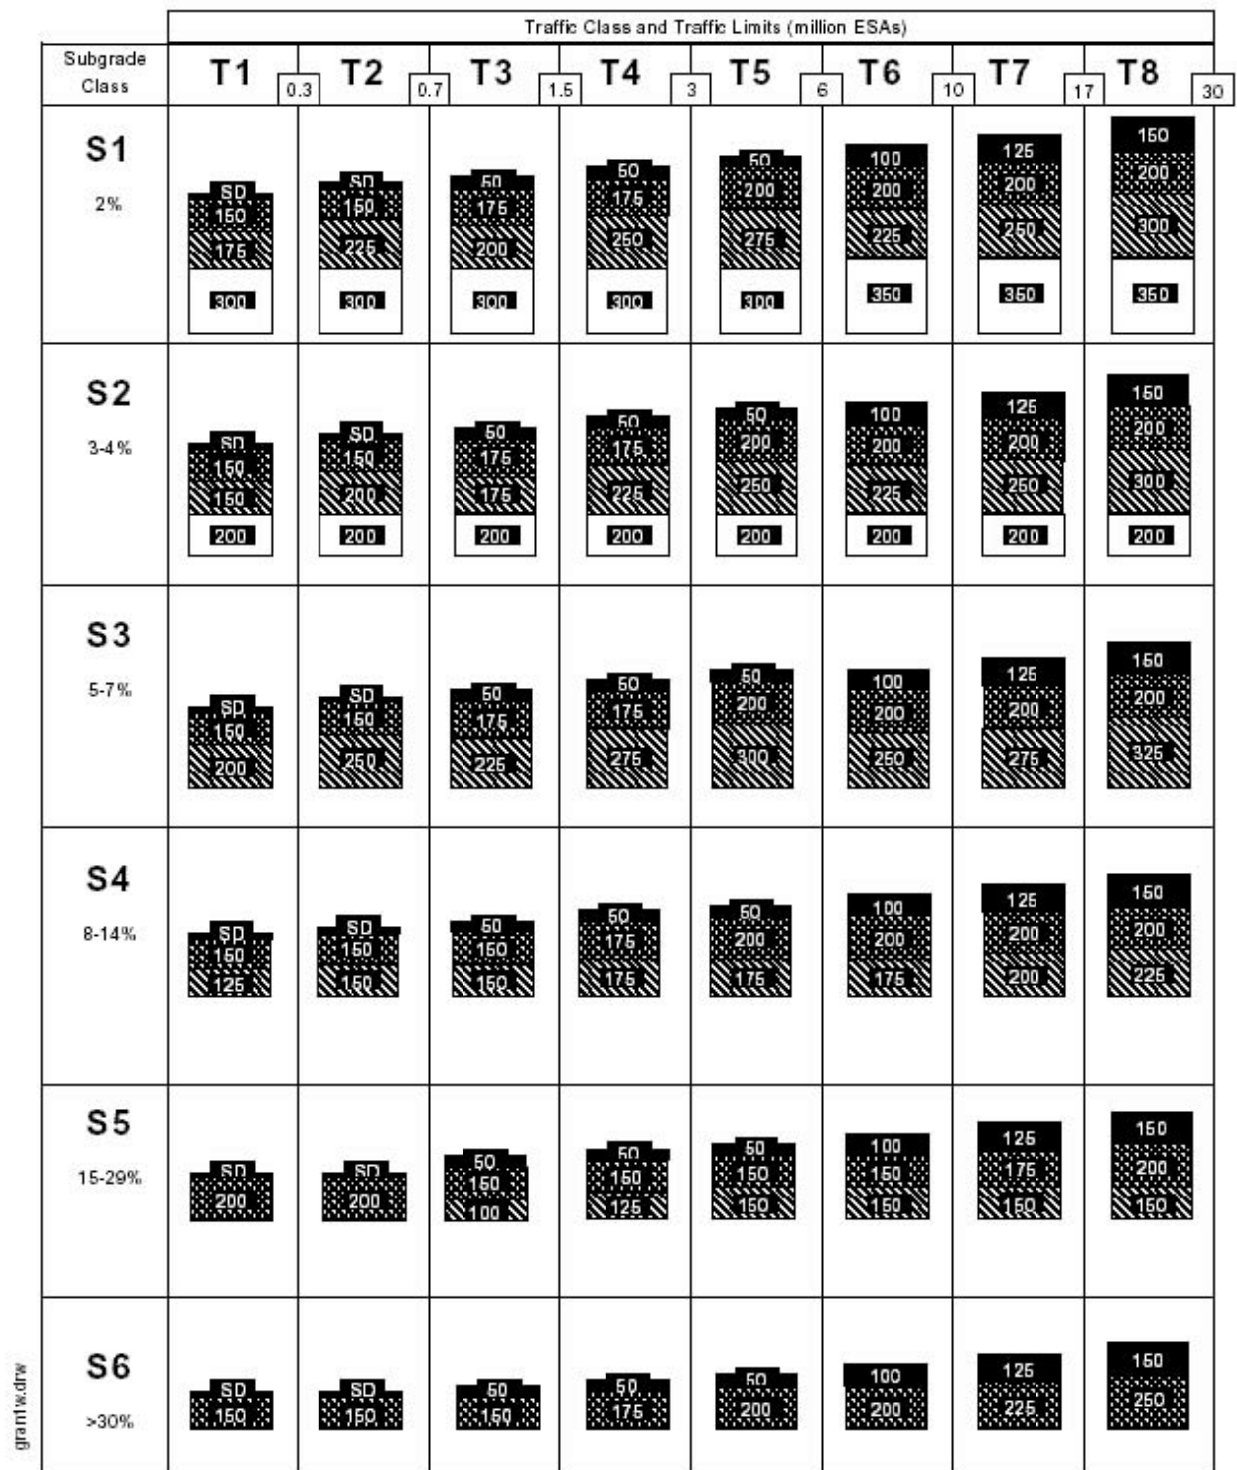 Traffic Class and Traffic Limits (million ESAs)
Subgrade Class T1 T2 T3 T4 T5 T6 T7 T8
0.3 0.7 1.5 3 6 10 17 30
S1
2%
SD SD 50 50 50 100 125 150
150 150 175 175 200 200 200 200
175 225 200 250 275 225 250 300
300 300 300 300 300 350 350 350
S2
3-4%
SD SD 50 50 50 100 125 150
150 150 175 175 200 200 200 200
150 200 175 225 250 225 250 300
200 200 200 200 200 200 200 200
S3
5-7%
SD SD 50 50 50 100 125 150
150 150 175 175 200 200 200 200
200 250 225 275 300 250 275 325
S4
8-14%
SD SD 50 50 50 100 125 150
150 150 150 175 200 200 200 200
125 150 150 175 175 175 200 225
S5
15-29%
SD SD 50 50 50 100 125 150
200 200 150 150 150 150 175 200
100 125 150 150 150 150
S6
>30%
SD SD 50 50 50 100 125 150
150 150 150 175 200 200 225 250
grantw.drw